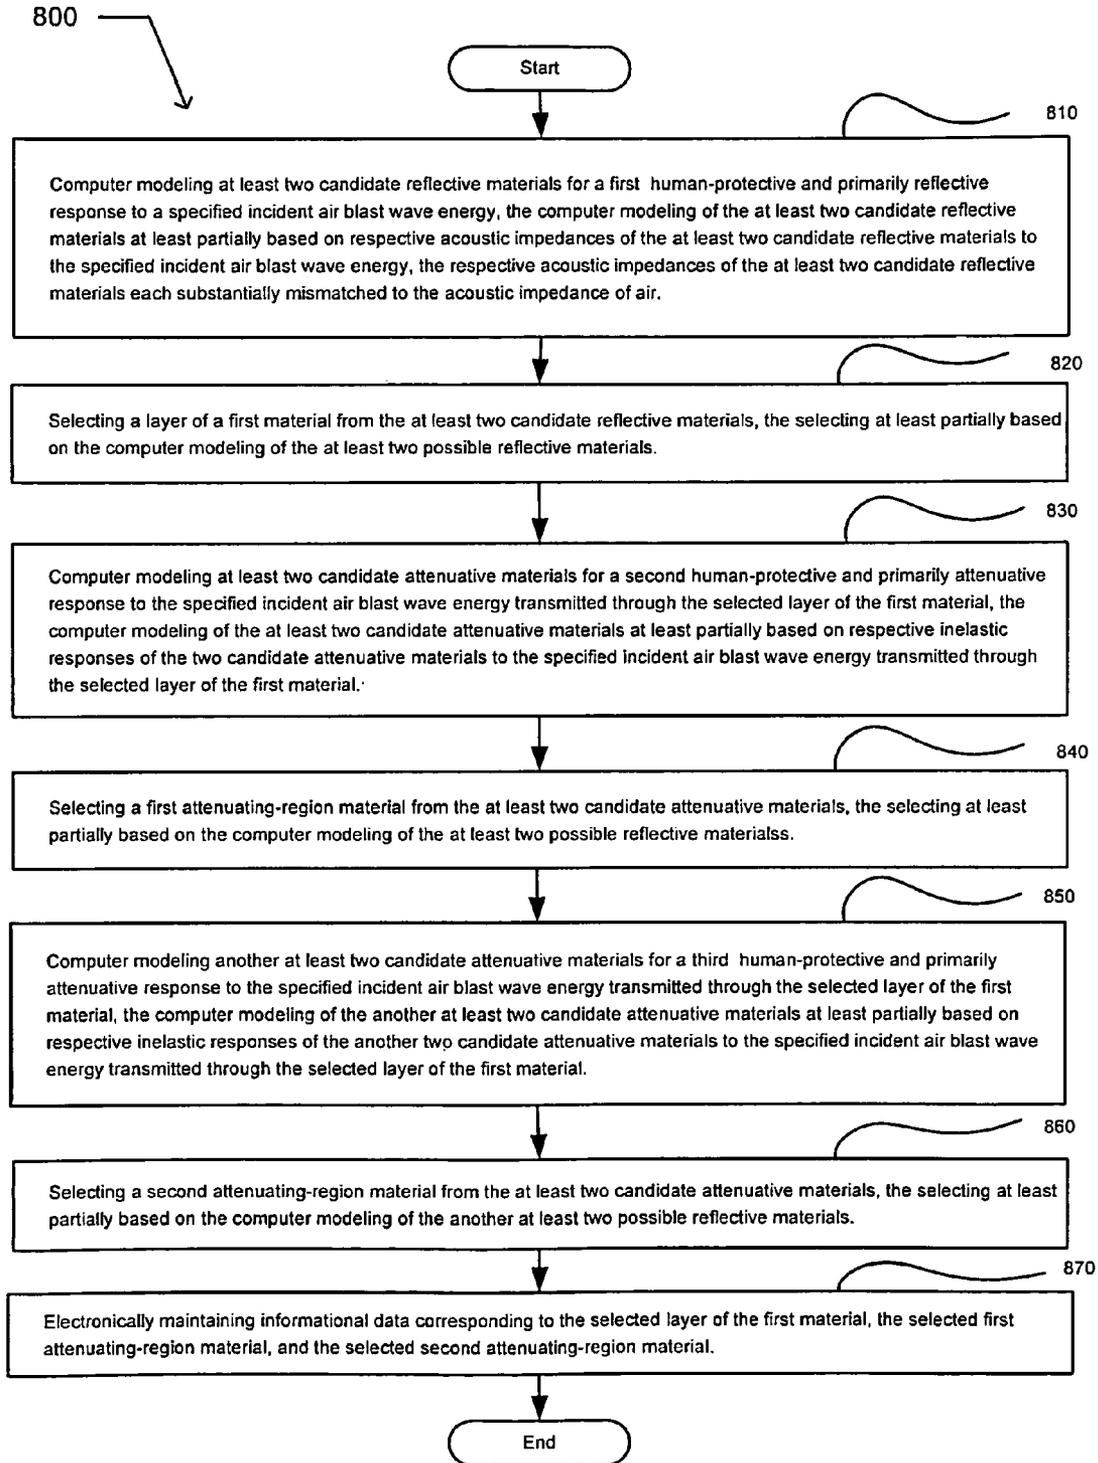 800
Start
810
Computer modeling at least two candidate reflective materials for a first human-protective and primarily reflective
response to a specified incident air blast wave energy, the computer modeling of the at least two candidate reflective
materials at least partially based on respective acoustic impedances of the at least two candidate reflective materials to
the specified incident air blast wave energy, the respective acoustic impedances of the at least two candidate reflective
materials each substantially mismatched to the acoustic impedance of air.
820
Selecting a layer of a first material from the at least two candidate reflective materials, the selecting at least partially based
on the computer modeling of the at least two possible reflective materials.
830
Computer modeling at least two candidate attenuative materials for a second human-protective and primarily attenuative
response to the specified incident air blast wave energy transmitted through the selected layer of the first material, the
computer modeling of the at least two candidate attenuative materials at least partially based on respective inelastic
responses of the two candidate attenuative materials to the specified incident air blast wave energy transmitted through
the selected layer of the first material.
840
Selecting a first attenuating-region material from the at least two candidate attenuative materials, the selecting at least
partially based on the computer modeling of the at least two possible reflective materialss.
850
Computer modeling another at least two candidate attenuative materials for a third human-protective and primarily
attenuative response to the specified incident air blast wave energy transmitted through the selected layer of the first
material, the computer modeling of the another at least two candidate attenuative materials at least partially based on
respective inelastic responses of the another two candidate attenuative materials to the specified incident air blast wave
energy transmitted through the selected layer of the first material.
860
Selecting a second attenuating-region material from the at least two candidate attenuative materials, the selecting at least
partially based on the computer modeling of the another at least two possible reflective materials.
870
Electronically maintaining informational data corresponding to the selected layer of the first material, the selected first
attenuating-region material, and the selected second attenuating-region material.
End